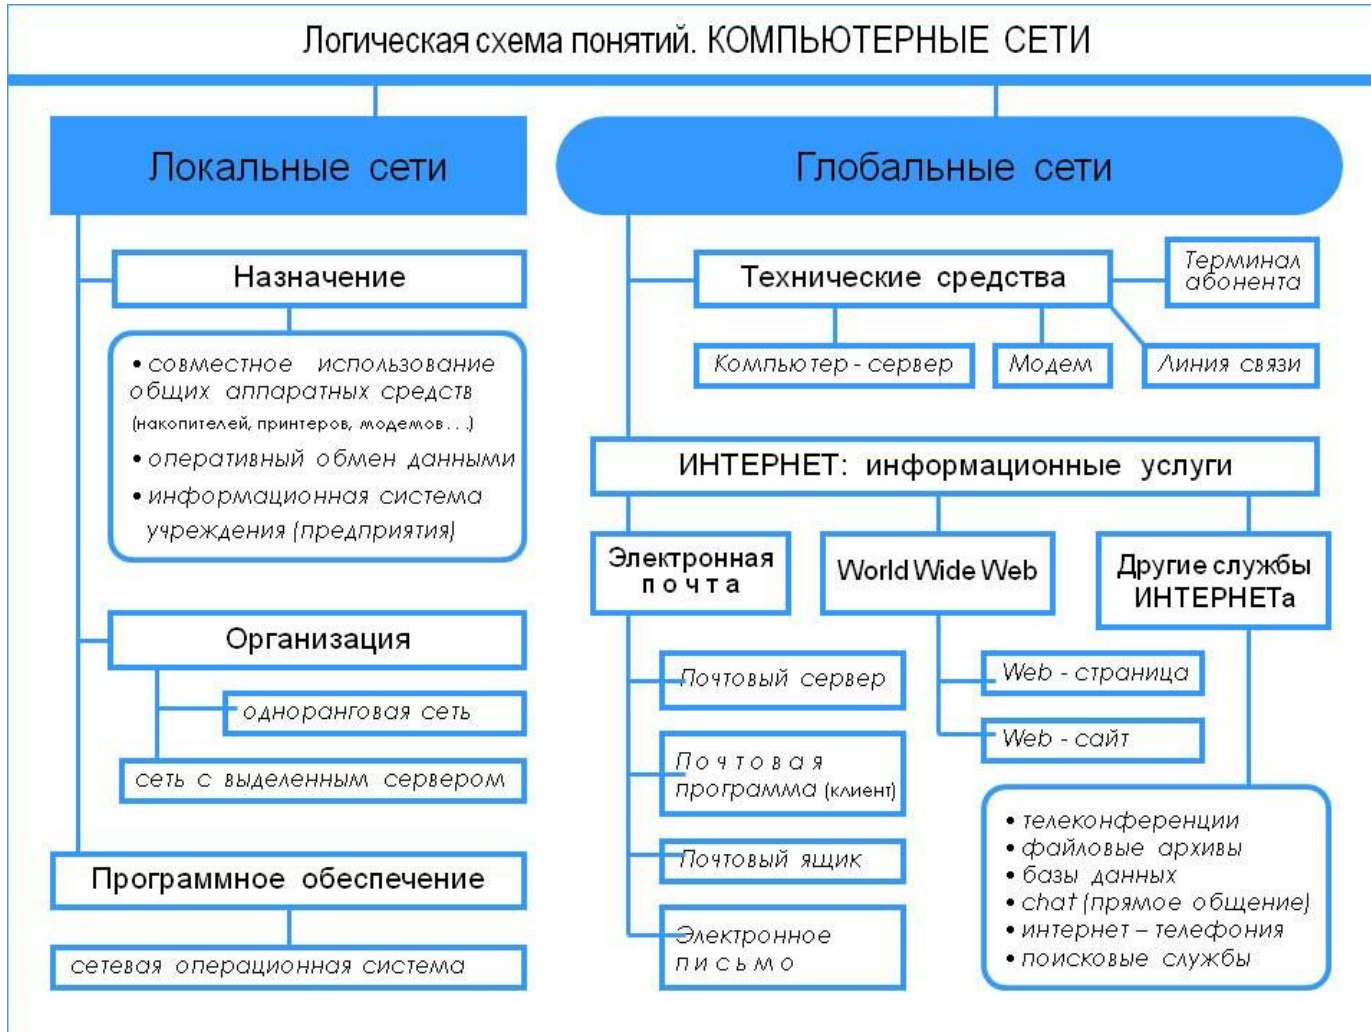 Логическая схема понятий. КОМПЬЮТЕРНЫЕ СЕТИ
Локальные сети
Назначение
• совместное использование
общих аппаратных средств
(накопителей, принтеров, модемов . . .)
• оперативный обмен данными
• информационная система
учреждения (предприятия)
Организация
одноранговая сеть
сеть с выделенным сервером
Программное обеспечение
сетевая операционная система
Глобальные сети
Технические средства
Терминал
абонента
Компьютер - сервер
Модем
Линия связи
ИНТЕРНЕТ: информационные услуги
Электронная
почта
Почтовый сервер
Почтовая
программа (клиент)
Почтовый ящик
Электронное
письмо
World Wide Web
Web - страница
Web - сайт
Другие службы
ИНТЕРНЕТа
• телеконференции
• файловые архивы
• базы данных
• chat (прямое общение)
• интернет – телефония
• поисковые службы